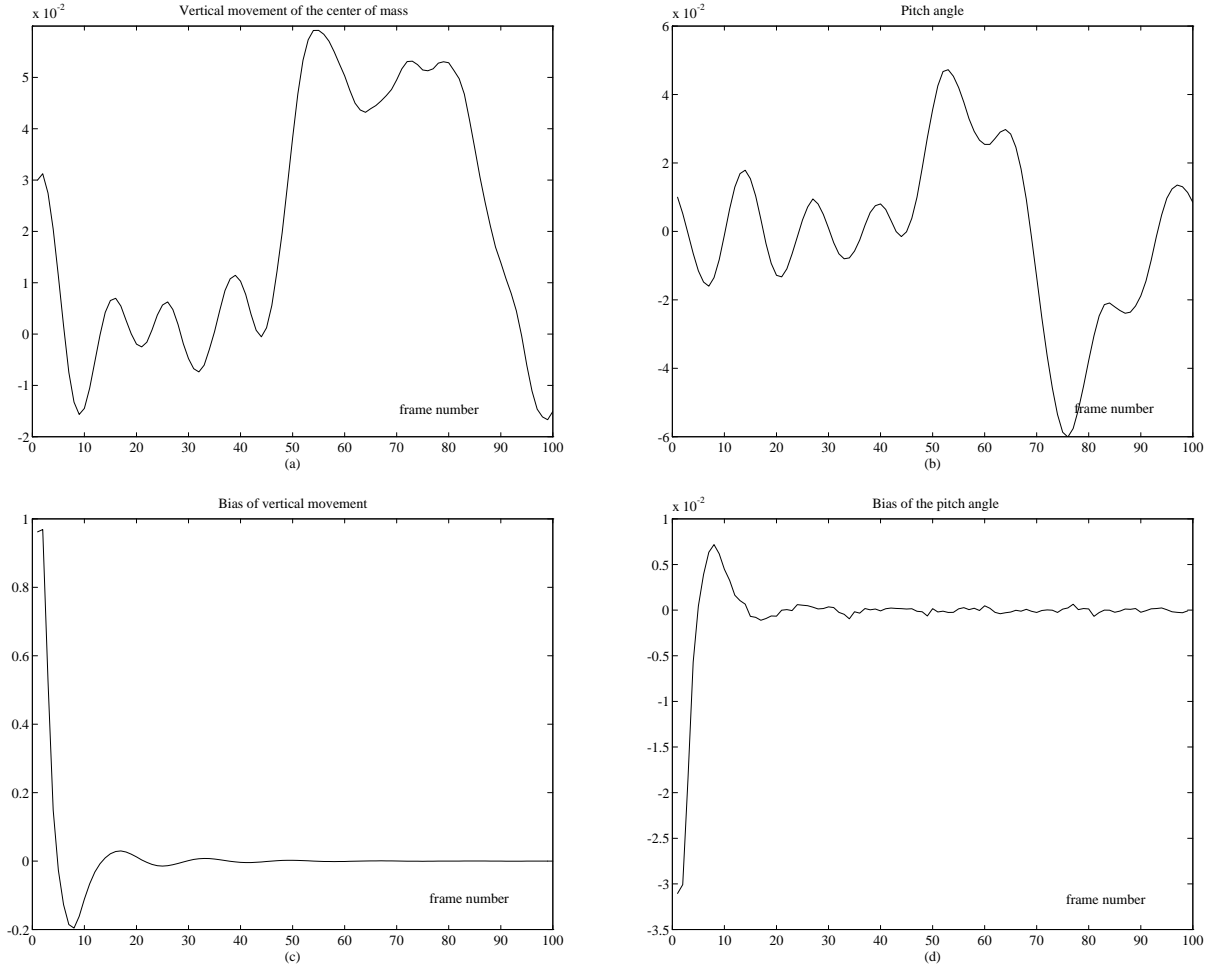 Vertical movement of the center of mass
x 10-2
5
4
3
2
1
0
-1
-2
0 10 20 30 40 50 60 70 80 90 100
frame number
(a)
Pitch angle
x 10-2
6
4
2
0
-2
-4
-6
0 10 20 30 40 50 60 70 80 90 100
frame number
(b)
Bias of vertical movement
1
0.8
0.6
0.4
0.2
0
-0.2
0 10 20 30 40 50 60 70 80 90 100
frame number
(c)
Bias of the pitch angle
x 10-2
1
0.5
0
-0.5
-1
-1.5
-2
-2.5
-3
-3.5
0 10 20 30 40 50 60 70 80 90 100
frame number
(d)